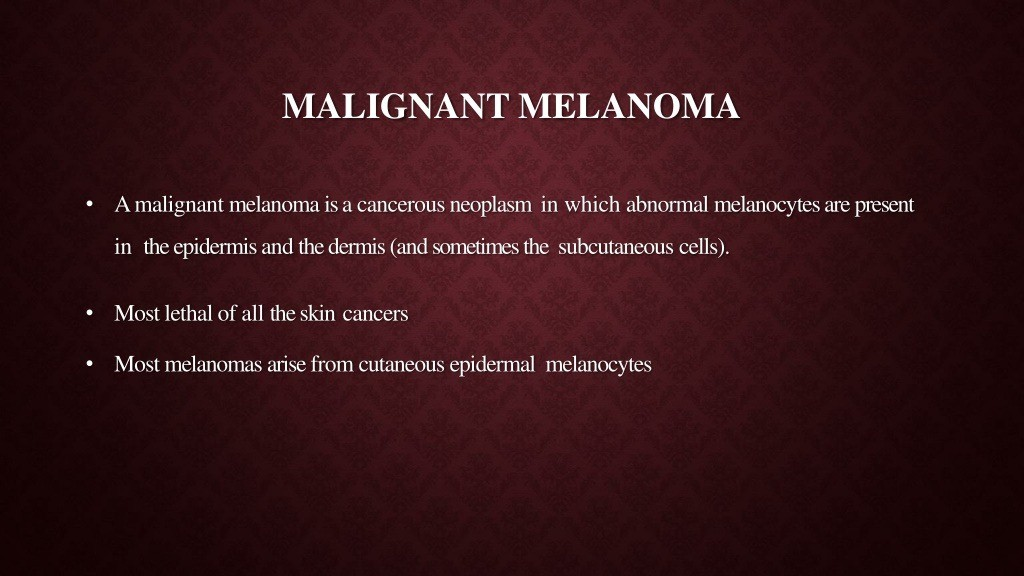 MALIGNANT MELANOMA
• A malignant melanoma is a cancerous neoplasm in which abnormal melanocytes are present
in the epidermis and the dermis (and sometimes the subcutaneous cells).
• Most lethal of all the skin cancers
• Most melanomas arise from cutaneous epidermal melanocytes